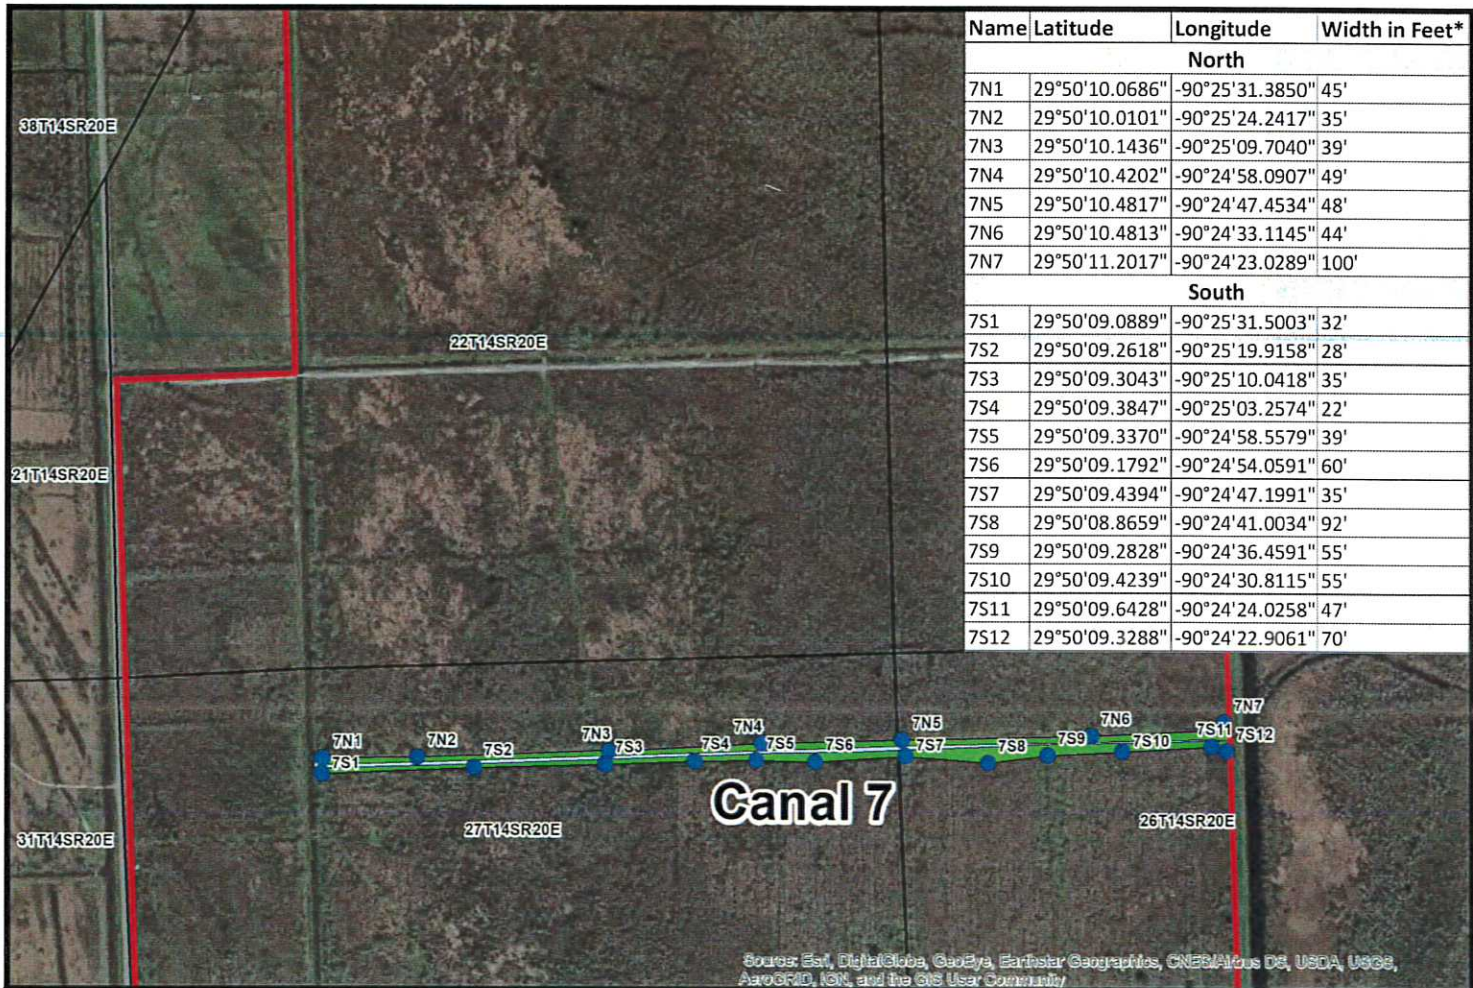 Name Latitude Longitude Width in Feet*
North
7N1 29°50'10.0686" -90°25'31.3850" 45'
7N2 29°50'10.0101" -90°25'24.2417" 35'
7N3 29°50'10.1436" -90°25'09.7040" 39'
7N4 29°50'10.4202" -90°24'58.0907" 49'
7N5 29°50'10.4817" -90°24'47.4534" 48'
7N6 29°50'10.4813" -90°24'33.1145" 44'
7N7 29°50'11.2017" -90°24'23.0289" 100'
South
7S1 29°50'09.0889" -90°25'31.5003" 32'
7S2 29°50'09.2618" -90°25'19.9158" 28'
7S3 29°50'09.3043" -90°25'10.0418" 35'
7S4 29°50'09.3847" -90°25'03.2574" 22'
7S5 29°50'09.3370" -90°24'58.5579" 39'
7S6 29°50'09.1792" -90°24'54.0591" 60'
7S7 29°50'09.4394" -90°24'47.1991" 35'
7S8 29°50'08.8659" -90°24'41.0034" 92'
7S9 29°50'09.2828" -90°24'36.4591" 55'
7S10 29°50'09.4239" -90°24'30.8115" 55'
7S11 29°50'09.6428" -90°24'24.0258" 47'
7S12 29°50'09.3288" -90°24'22.9061" 70'
38T14SR20E
22T14SR20E
21T14SR20E
7N1
7N2
7N3
7N4
7N5
7N6
7N7
7S1
7S2
7S3
7S4
7S5
7S6
7S7
7S8
7S9
7S10
7S11
7S12
Canal 7
31T14SR20E
27T14SR20E
26T14SR20E
Source: Esri, DigitalGlobe, GeoEye, Earthstar Geographics, CNES/Airbus DS, USDA, USGS,
AeroGRID, IGN, and the GIS User Community